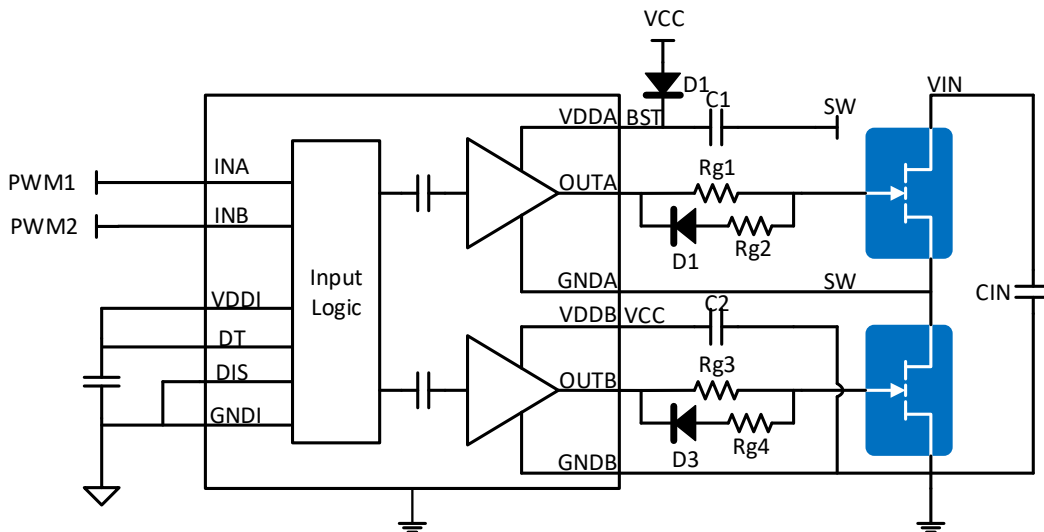 VCC
D1
C1
SW
VIN
VDDA
BST
INA
PWM1
OUTA
Rg1
INB
PWM2
D1
Rg2
Input
Logic
GNDA
SW
CIN
VDDI
VDDB
VCC
C2
DT
DIS
OUTB
Rg3
GNDI
D3
Rg4
GNDB